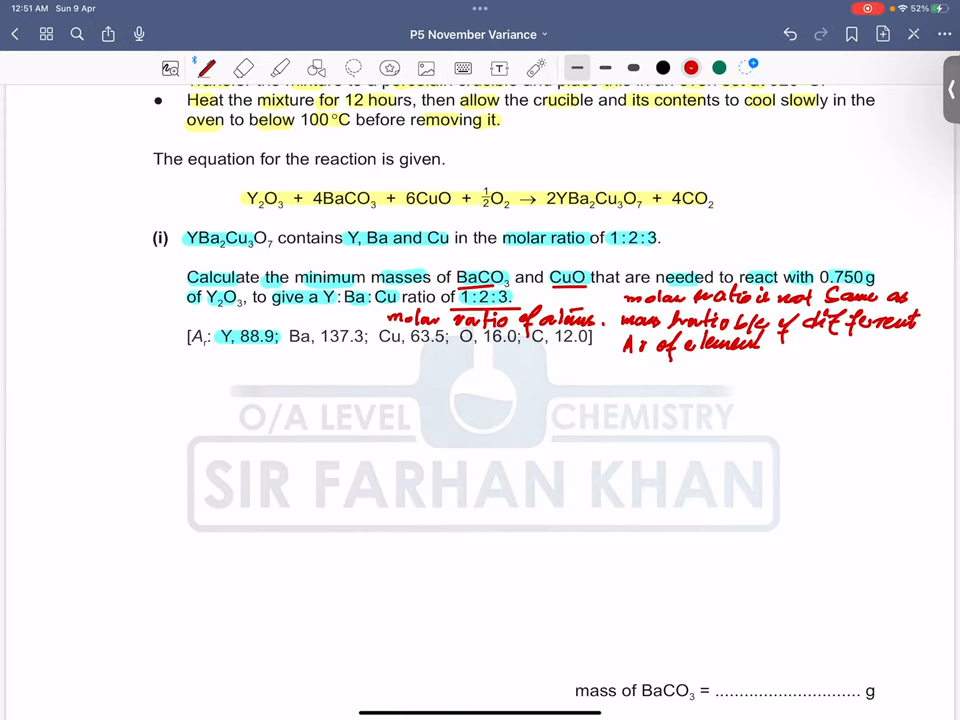 12:51 AM Sun 9 Apr
52%
P5 November Variance
Heat the mixture for 12 hours, then allow the crucible and its contents to cool slowly in the
oven to below 100°C before removing it.
The equation for the reaction is given.
Y₂O₃ + 4BaCO₃ + 6CuO + ½O₂ → 2YBa₂Cu₃O₇ + 4CO₂
(i) YBa₂Cu₃O₇ contains Y, Ba and Cu in the molar ratio of 1:2:3.
Calculate the minimum masses of BaCO₃ and CuO that are needed to react with 0.750g
of Y₂O₃, to give a Y:Ba:Cu ratio of 1:2:3.
molar ratio of atoms.
molar ratio is not same as
mass ratio b/c of different
Ar of element
[Aᵣ: Y, 88.9; Ba, 137.3; Cu, 63.5; O, 16.0; C, 12.0]
O/A LEVEL CHEMISTRY
SIR FARHAN KHAN
mass of BaCO₃ = ............................. g